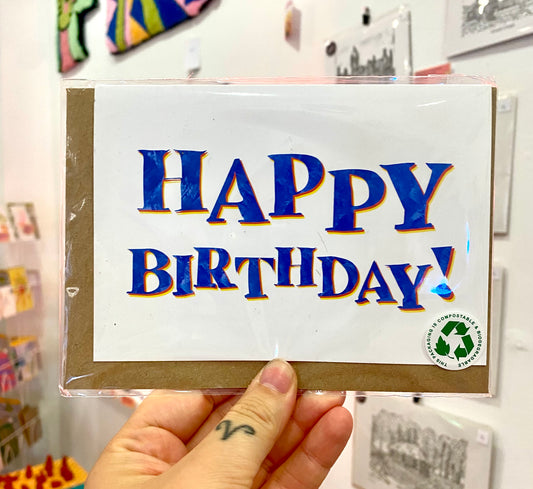 HAPPY
BIRTHDAY!
THIS PACKAGING IS COMPOSTABLE & BIODEGRADABLE